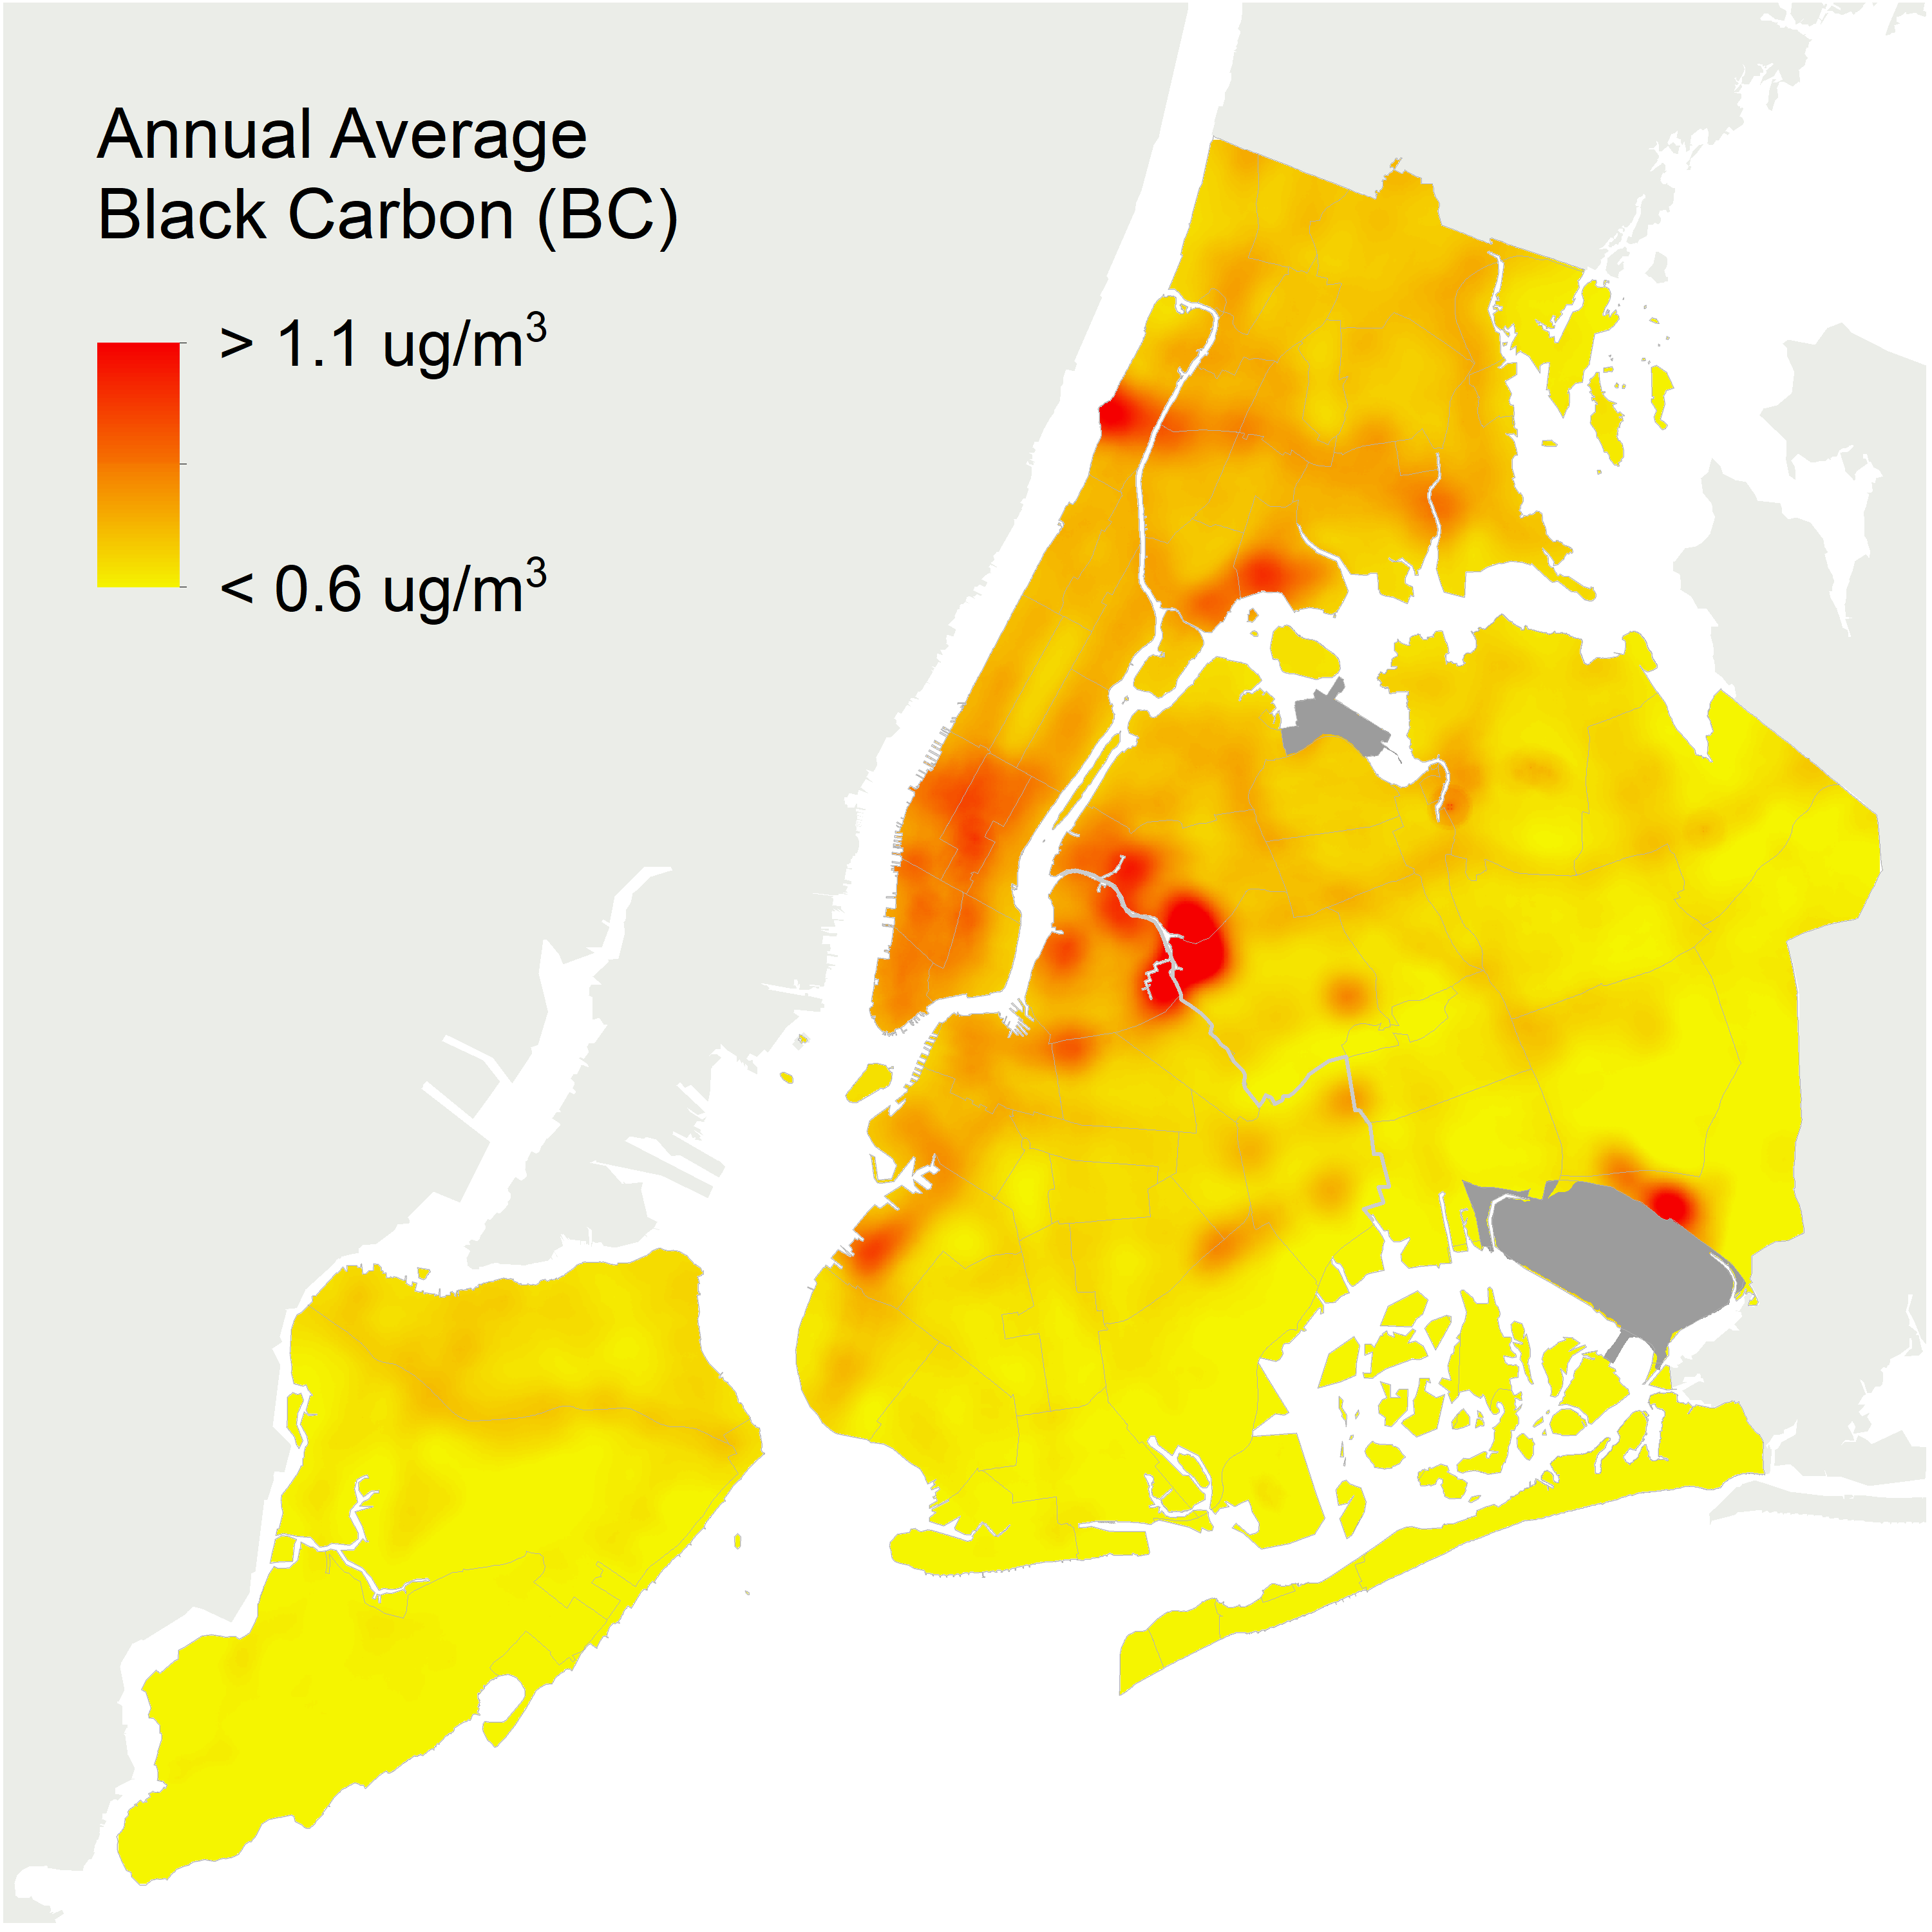 Annual Average
Black Carbon (BC)
> 1.1 ug/m³
< 0.6 ug/m³